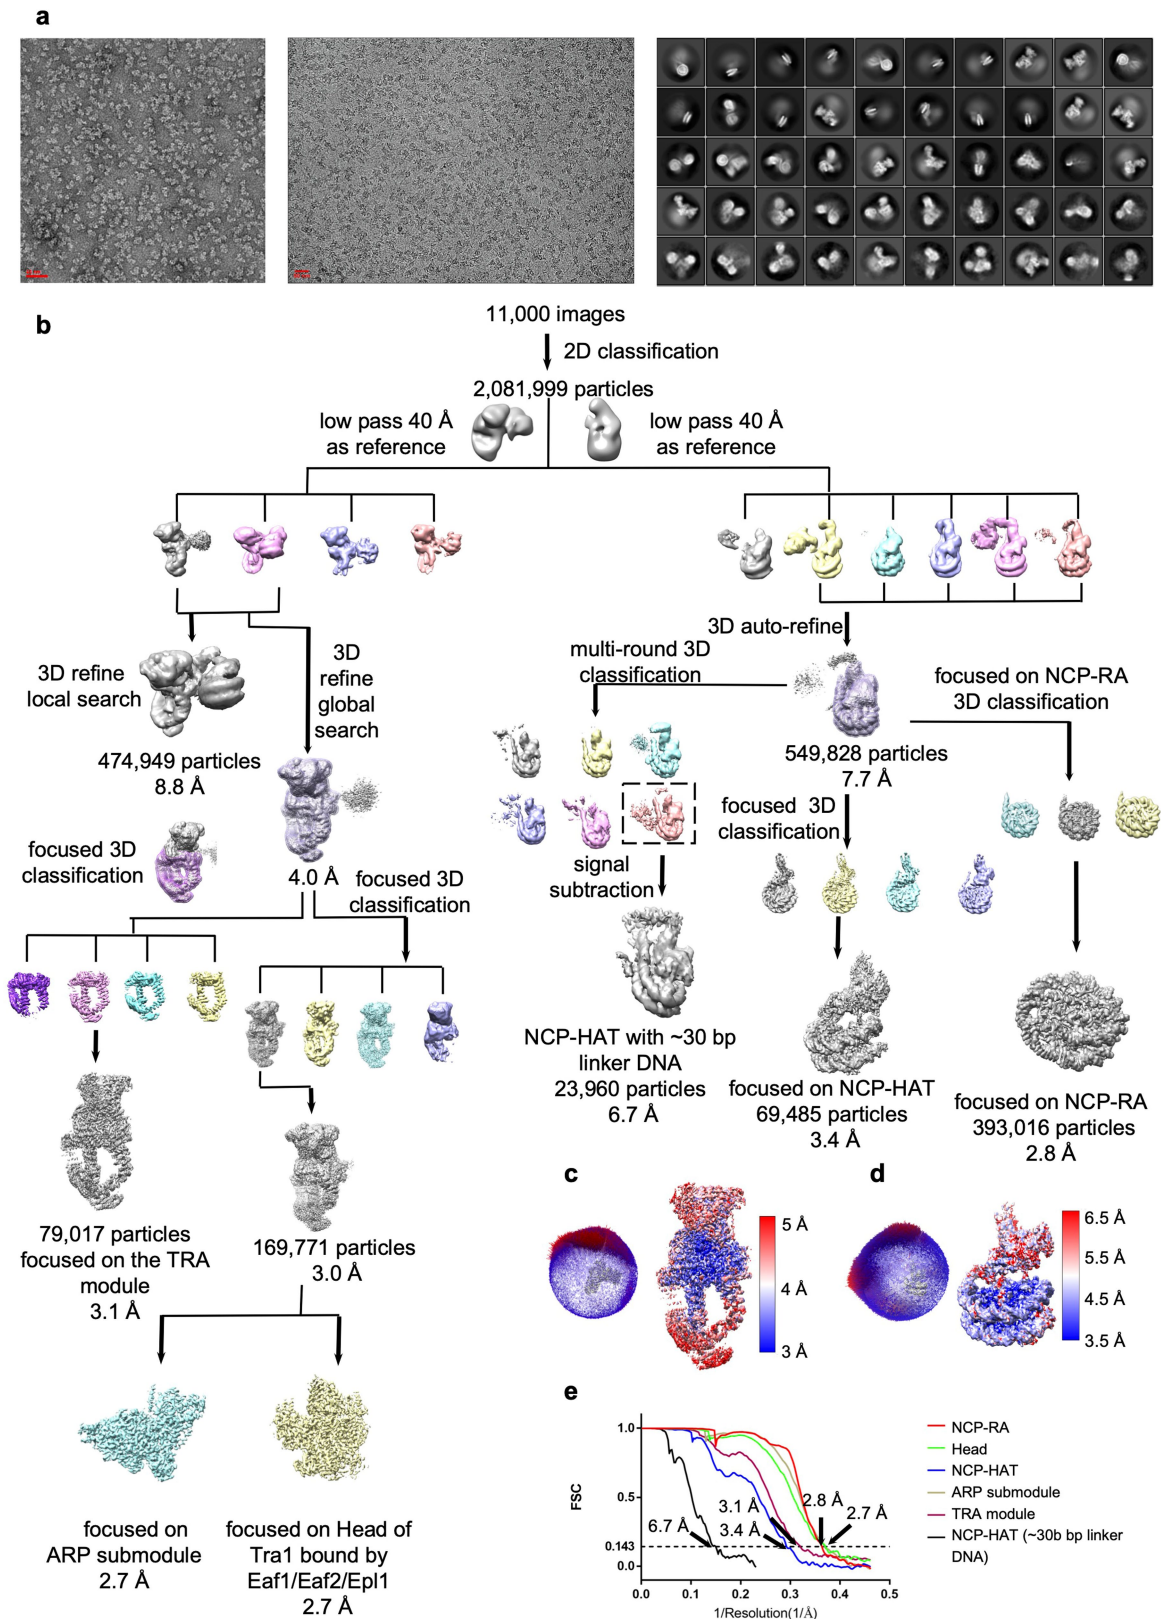 a
b
11,000 images
2D classification
2,081,999 particles
low pass 40 Å
as reference
low pass 40 Å
as reference
3D refine
local search
474,949 particles
8.8 Å
3D
refine
global
search
4.0 Å
focused 3D
classification
focused 3D
classification
79,017 particles
focused on the TRA
module
3.1 Å
169,771 particles
3.0 Å
focused on
ARP submodule
2.7 Å
focused on Head of
Tra1 bound by
Eaf1/Eaf2/Epl1
2.7 Å
3D auto-refine
multi-round 3D
classification
549,828 particles
7.7 Å
focused on NCP-RA
3D classification
focused 3D
classification
signal
subtraction
NCP-HAT with ~30 bp
linker DNA
23,960 particles
6.7 Å
focused on NCP-HAT
69,485 particles
3.4 Å
focused on NCP-RA
393,016 particles
2.8 Å
c
5 Å
4 Å
3 Å
d
6.5 Å
5.5 Å
4.5 Å
3.5 Å
e
FSC
1.0
0.5
0.143
0.0
0.0
0.1
0.2
0.3
0.4
0.5
1/Resolution(1/Å)
6.7 Å
3.1 Å
3.4 Å
2.8 Å
2.7 Å
NCP-RA
Head
NCP-HAT
ARP submodule
TRA module
NCP-HAT (~30b bp linker
DNA)